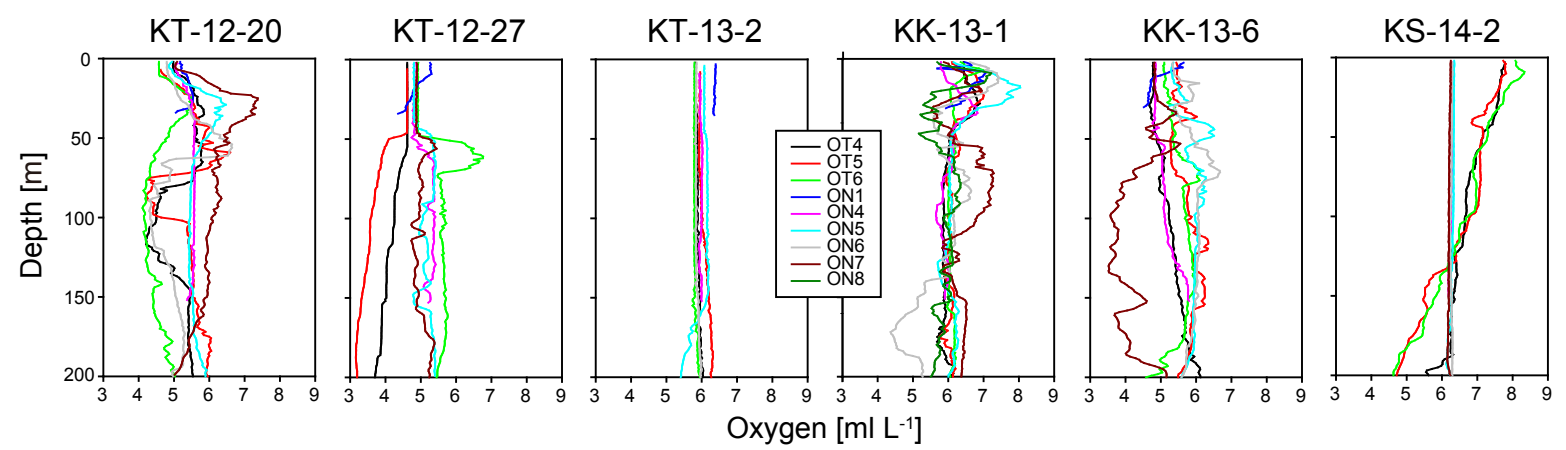 KT-12-20 KT-12-27 KT-13-2 KK-13-1 KK-13-6 KS-14-2
0
50
100
150
200
Depth [m]
OT4
OT5
OT6
ON1
ON4
ON5
ON6
ON7
ON8
3 4 5 6 7 8 9 3 4 5 6 7 8 9 3 4 5 6 7 8 9 3 4 5 6 7 8 9 3 4 5 6 7 8 9 3 4 5 6 7 8 9
Oxygen [ml L-1]